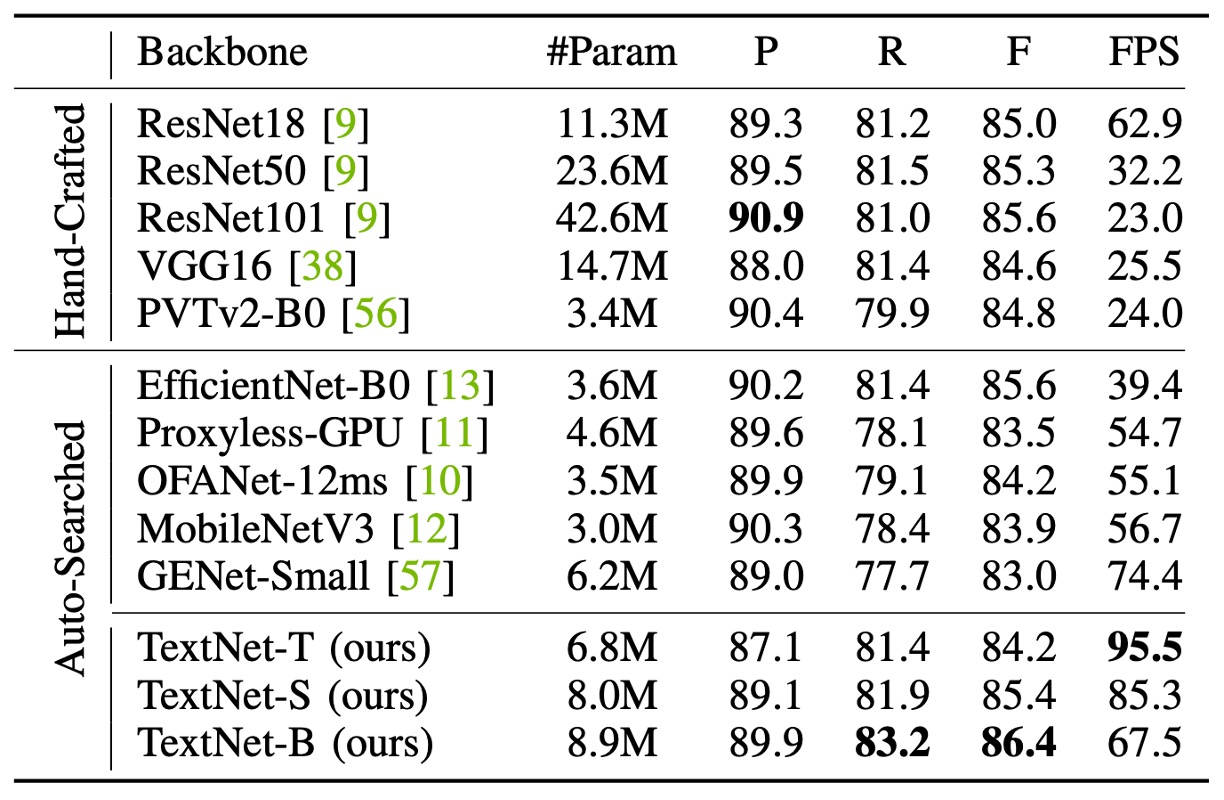 Backbone #Param P R F FPS
Hand-Crafted
ResNet18 [9] 11.3M 89.3 81.2 85.0 62.9
ResNet50 [9] 23.6M 89.5 81.5 85.3 32.2
ResNet101 [9] 42.6M 90.9 81.0 85.6 23.0
VGG16 [38] 14.7M 88.0 81.4 84.6 25.5
PVTv2-B0 [56] 3.4M 90.4 79.9 84.8 24.0
Auto-Searched
EfficientNet-B0 [13] 3.6M 90.2 81.4 85.6 39.4
Proxyless-GPU [11] 4.6M 89.6 78.1 83.5 54.7
OFANet-12ms [10] 3.5M 89.9 79.1 84.2 55.1
MobileNetV3 [12] 3.0M 90.3 78.4 83.9 56.7
GENet-Small [57] 6.2M 89.0 77.7 83.0 74.4
TextNet-T (ours) 6.8M 87.1 81.4 84.2 95.5
TextNet-S (ours) 8.0M 89.1 81.9 85.4 85.3
TextNet-B (ours) 8.9M 89.9 83.2 86.4 67.5